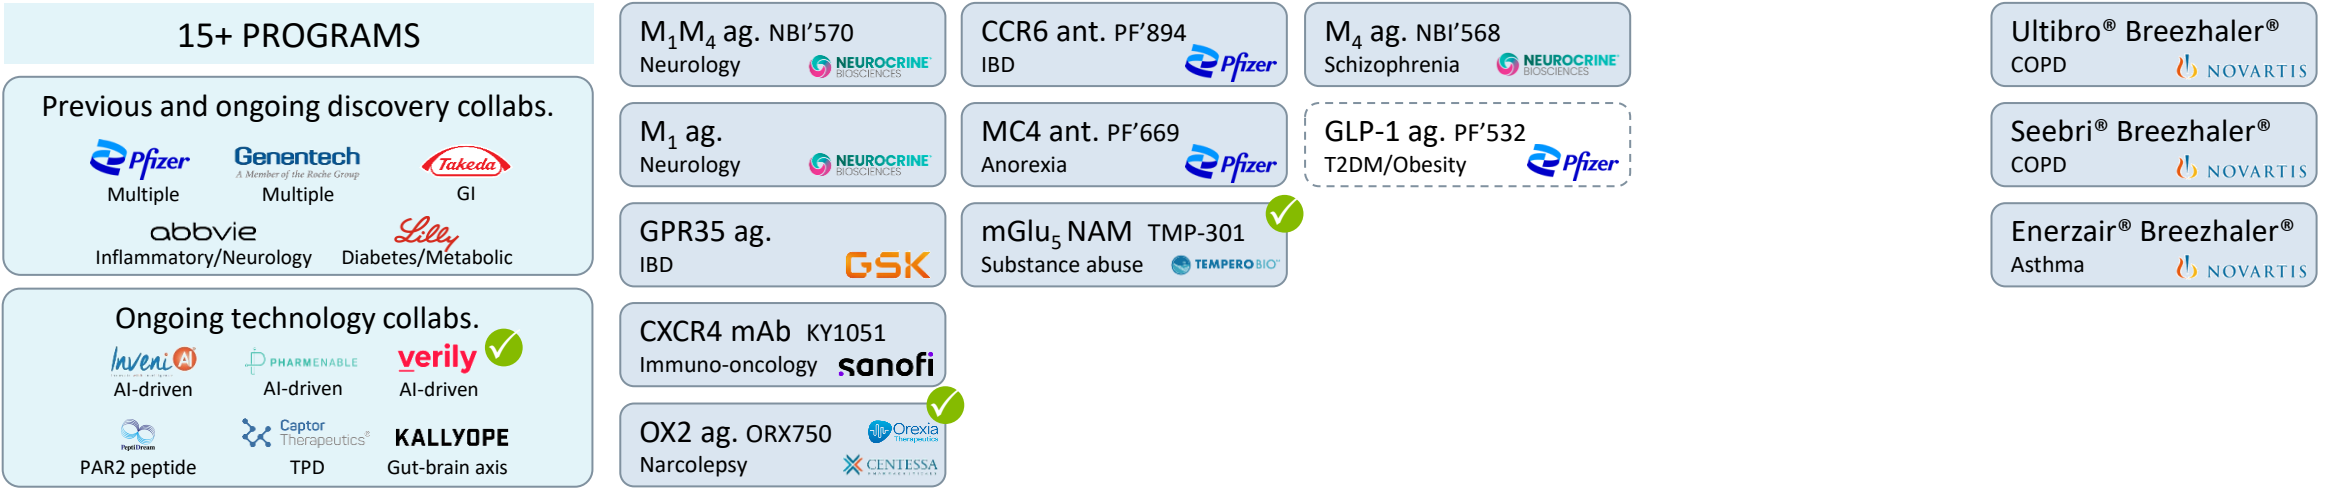 15+ PROGRAMS
Previous and ongoing discovery collabs.
Pfizer
Multiple
Genentech
A Member of the Roche Group
Multiple
Takeda
GI
abbvie
Inflammatory/Neurology
Lilly
Diabetes/Metabolic
Ongoing technology collabs.
Inveni AI
AI-driven
PHARMENABLE
AI-driven
verily
AI-driven
PeptiDream
PAR2 peptide
Captor
Therapeutics®
TPD
KALLYOPE
Gut-brain axis
M₁M₄ ag. NBI'570
Neurology
NEUROCRINE®
BIOSCIENCES
M₁ ag.
Neurology
NEUROCRINE®
BIOSCIENCES
GPR35 ag.
IBD
GSK
CXCR4 mAb KY1051
Immuno-oncology
sanofi
OX2 ag. ORX750
Narcolepsy
Orexia
Therapeutics
CENTESSA
CCR6 ant. PF'894
IBD
Pfizer
MC4 ant. PF'669
Anorexia
Pfizer
mGlu₅ NAM TMP-301
Substance abuse
TEMPERO BIO™
M₄ ag. NBI'568
Schizophrenia
NEUROCRINE®
BIOSCIENCES
GLP-1 ag. PF'532
T2DM/Obesity
Pfizer
Ultibro® Breezhaler®
COPD
NOVARTIS
Seebri® Breezhaler®
COPD
NOVARTIS
Enerzair® Breezhaler®
Asthma
NOVARTIS